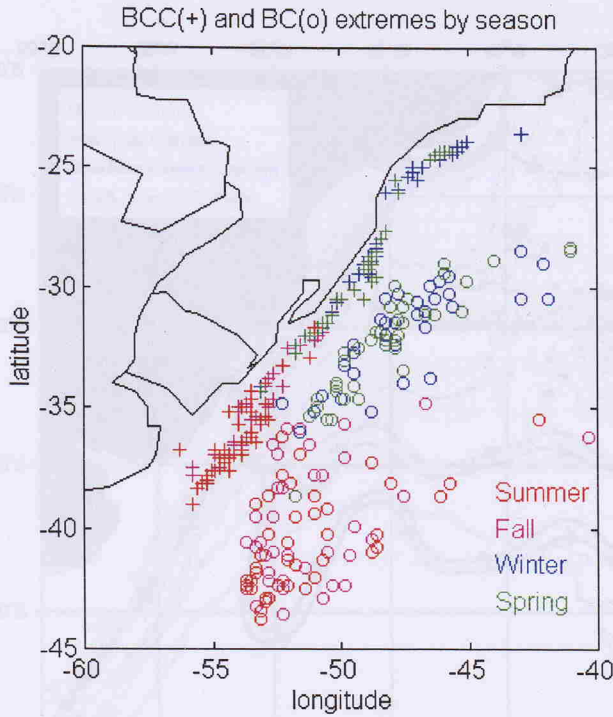 BCC(+) and BC(o) extremes by season
-20
-25
-30
-35
-40
-45
latitude
Summer
Fall
Winter
Spring
-60
-55
-50
-45
-40
longitude